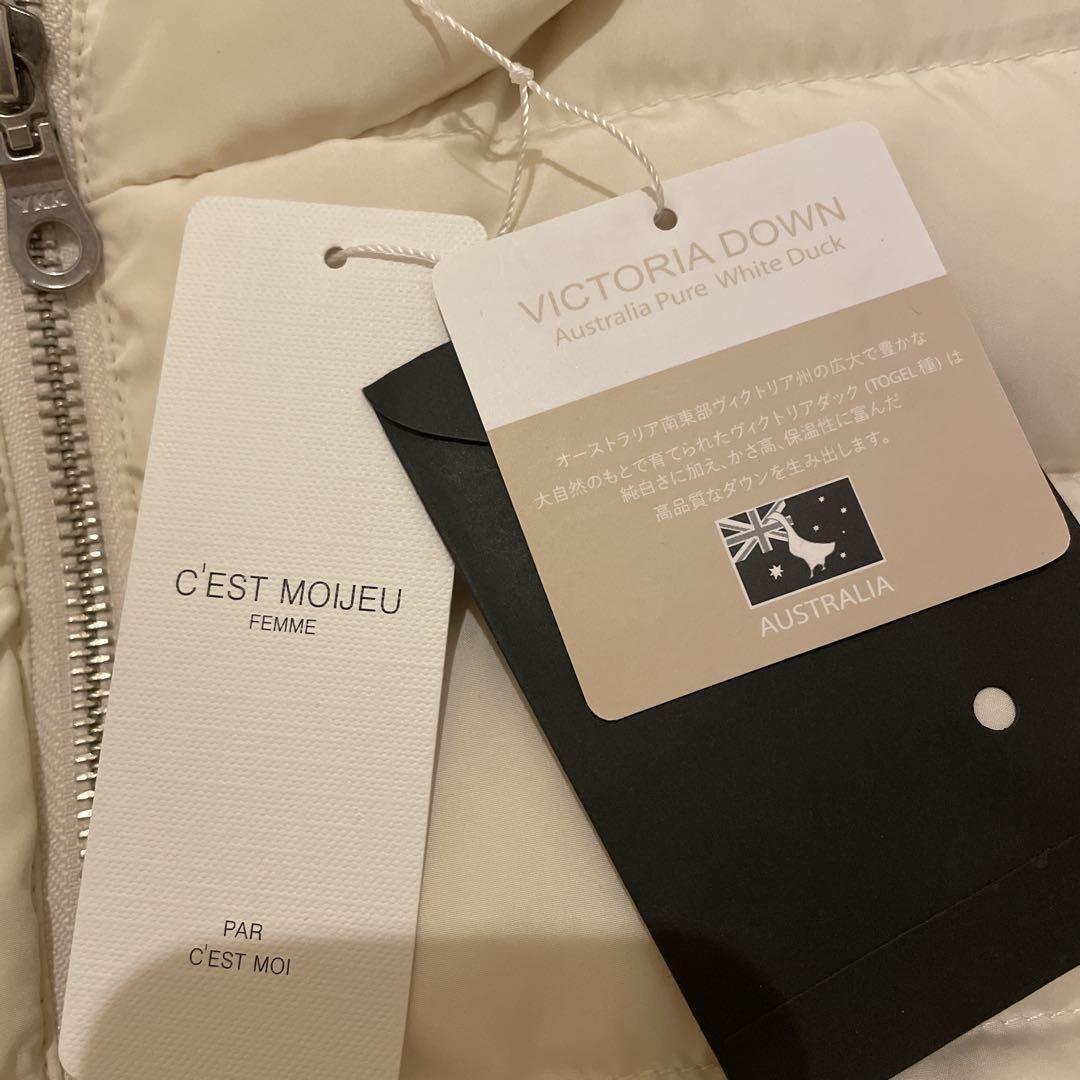 YKK
C'EST MOIJEU
FEMME
PAR
C'EST MOI
VICTORIA DOWN
Australia Pure White Duck
オーストラリア南東部ヴィクトリア州の広大で豊かな
大自然のもとで育てられたヴィクトリアダック (TOGEL種) は
純白さに加え、かさ高、保温性に富んだ
高品質なダウンを生み出します。
AUSTRALIA